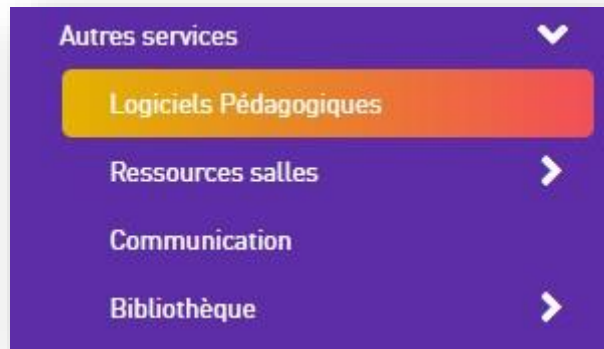 Autres services
Logiciels Pédagogiques
Ressources salles
Communication
Bibliothèque